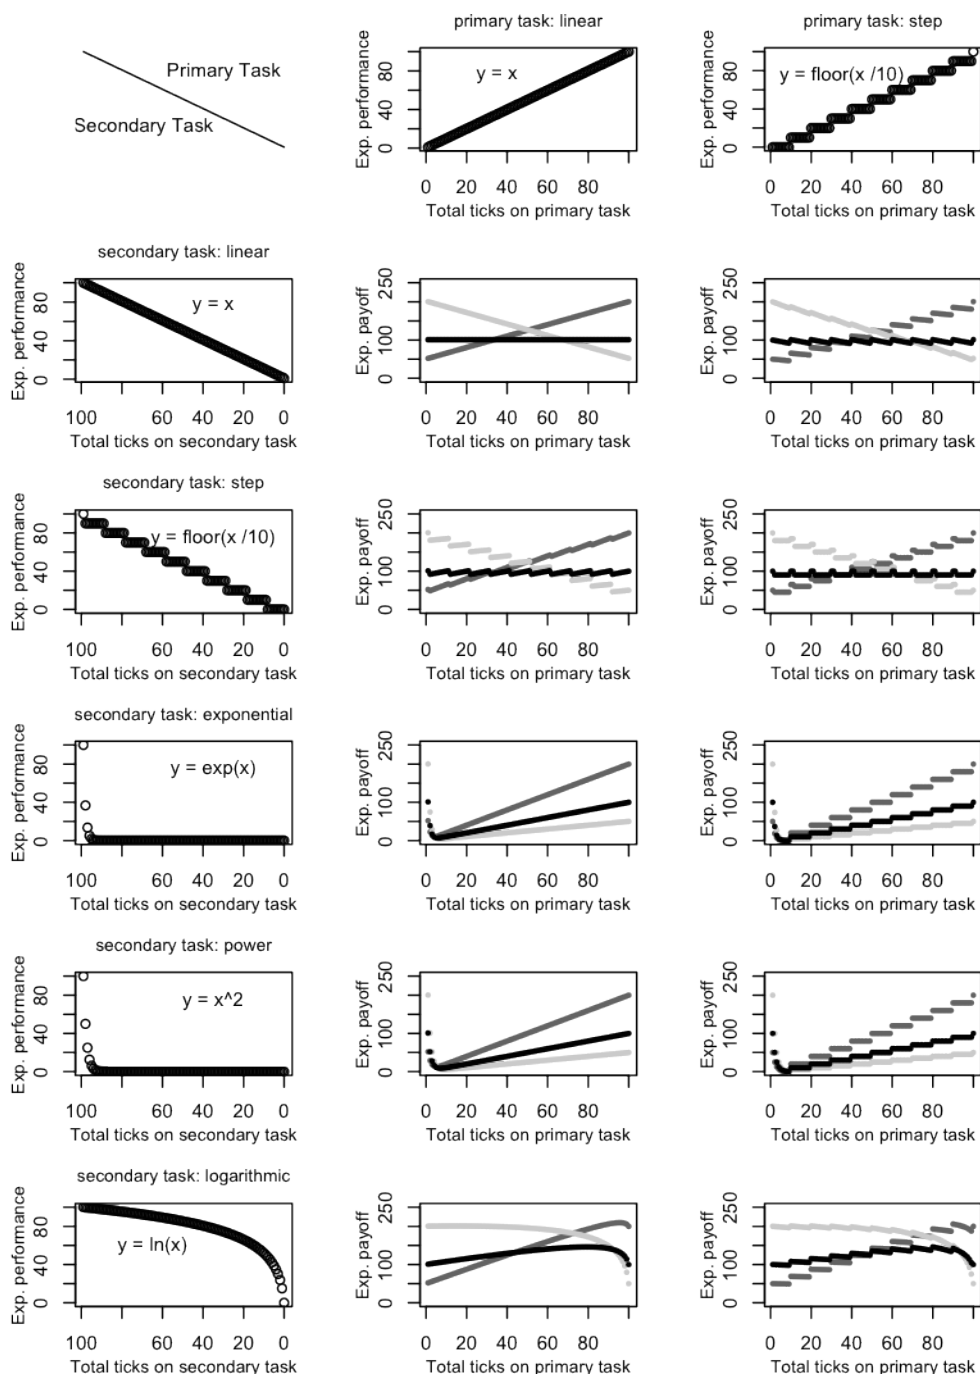 primary task: linear
primary task: step
Primary Task
Secondary Task
Exp. performance
0 40 80
y = x
0 20 40 60 80
Total ticks on primary task
Exp. performance
0 40 80
y = floor(x /10)
0 20 40 60 80
Total ticks on primary task
secondary task: linear
Exp. performance
0 40 80
y = x
100 60 40 20 0
Total ticks on secondary task
Exp. payoff
0 100 250
0 20 40 60 80
Total ticks on primary task
Exp. payoff
0 100 250
0 20 40 60 80
Total ticks on primary task
secondary task: step
Exp. performance
0 40 80
y = floor(x /10)
100 60 40 20 0
Total ticks on secondary task
Exp. payoff
0 100 250
0 20 40 60 80
Total ticks on primary task
Exp. payoff
0 100 250
0 20 40 60 80
Total ticks on primary task
secondary task: exponential
Exp. performance
0 40 80
y = exp(x)
100 60 40 20 0
Total ticks on secondary task
Exp. payoff
0 100 250
0 20 40 60 80
Total ticks on primary task
Exp. payoff
0 100 250
0 20 40 60 80
Total ticks on primary task
secondary task: power
Exp. performance
0 40 80
y = x^2
100 60 40 20 0
Total ticks on secondary task
Exp. payoff
0 100 250
0 20 40 60 80
Total ticks on primary task
Exp. payoff
0 100 250
0 20 40 60 80
Total ticks on primary task
secondary task: logarithmic
Exp. performance
0 40 80
y = ln(x)
100 60 40 20 0
Total ticks on secondary task
Exp. payoff
0 100 250
0 20 40 60 80
Total ticks on primary task
Exp. payoff
0 100 250
0 20 40 60 80
Total ticks on primary task